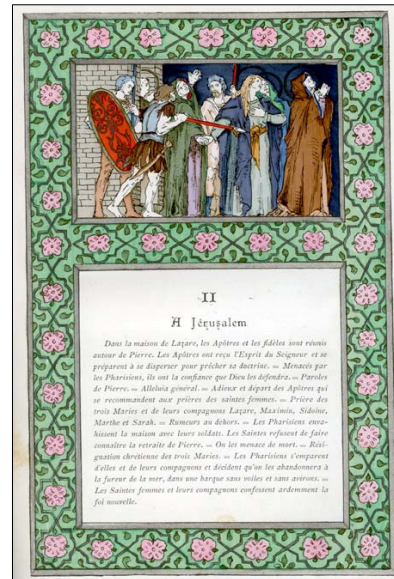 II
A Jérusalem
Dans la maison de Lazare, les Apôtres et les fidèles sont réunis
autour de Pierre. Les Apôtres ont reçu l'Esprit du Seigneur et se
préparent à se disperser pour prêcher sa doctrine. = Menacés par
les Pharisiens, ils ont la confiance que Dieu les défendra. = Paroles
de Pierre. = Alleluia général. = Adieux et départ des Apôtres qui
se recommandent aux prières des saintes femmes. = Prière des
trois Maries et de leurs compagnons Lazare, Maximin, Sidoine,
Marthe et Sarah. = Rumeurs au dehors. = Les Pharisiens enva-
hissent la maison avec leurs soldats. Les Saintes refusent de faire
connaître la retraite de Pierre. = On les menace de mort. = Rési-
gnation chrétienne des trois Maries. = Les Pharisiens s'emparent
d'elles et de leurs compagnons et décident qu'on les abandonnera à
la fureur de la mer, dans une barque sans voiles et sans avirons. =
Les Saintes femmes et leurs compagnons confessent ardemment la
foi nouvelle.